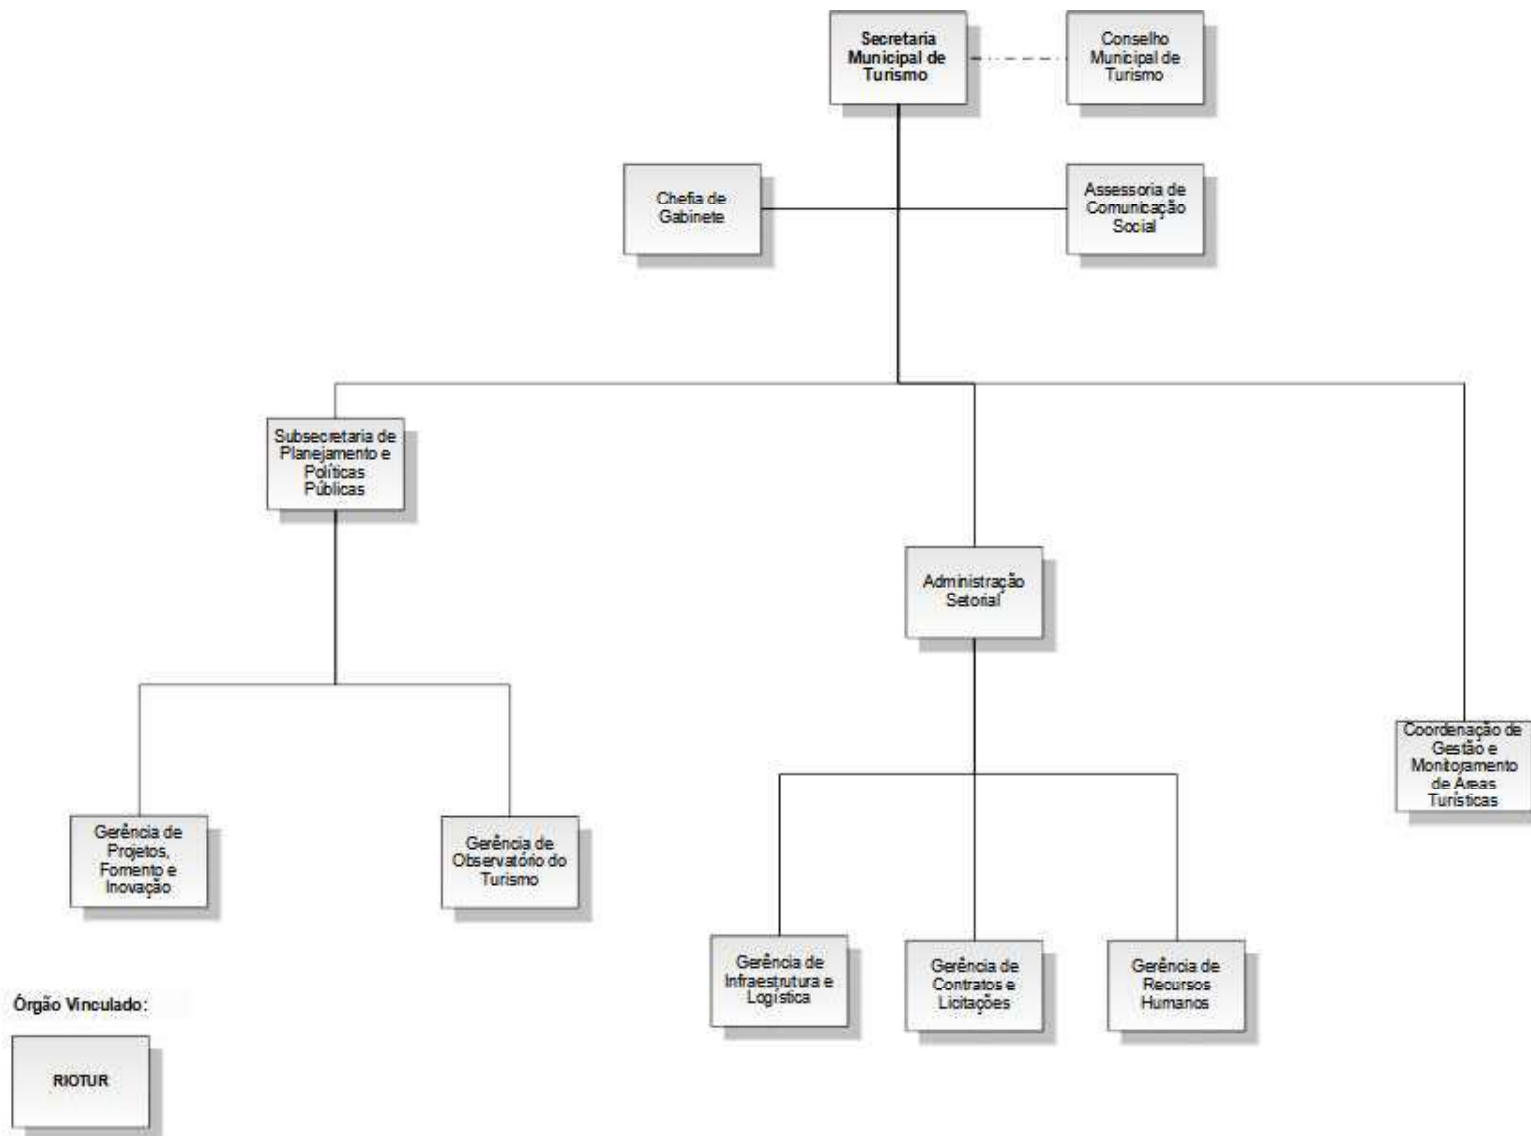 Secretaria
Municipal de
Turismo
Conselho
Municipal de
Turismo
Chefia de
Gabinete
Assessoria de
Comunicação
Social
Subsecretaria de
Planejamento e
Políticas
Públicas
Administração
Setorial
Coordenação de
Gestão e
Monitoramento
de Áreas
Turísticas
Gerência de
Projetos,
Fomento e
Inovação
Gerência de
Observatório do
Turismo
Gerência de
Infraestrutura e
Logística
Gerência de
Contratos e
Licitações
Gerência de
Recursos
Humanos
Órgão Vinculado:
RIOTUR